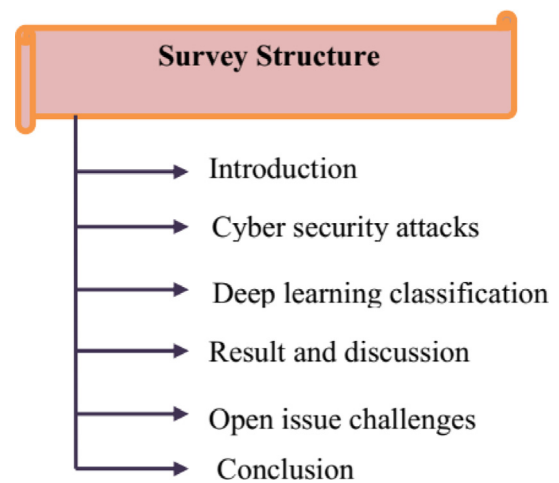 Survey Structure
Introduction
Cyber security attacks
Deep learning classification
Result and discussion
Open issue challenges
Conclusion